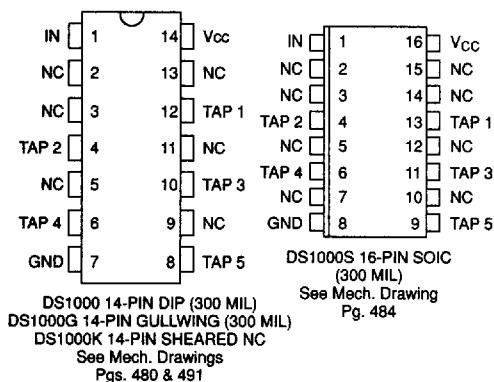 IN 1 14 Vcc
NC 2 13 NC
NC 3 12 TAP 1
TAP 2 4 11 NC
NC 5 10 TAP 3
TAP 4 6 9 NC
GND 7 8 TAP 5
DS1000 14-PIN DIP (300 MIL)
DS1000G 14-PIN GULLWING (300 MIL)
DS1000K 14-PIN SHEARED NC
See Mech. Drawings
Pgs. 480 & 491
IN 1 16 VCC
NC 2 15 NC
NC 3 14 NC
TAP 2 4 13 TAP 1
NC 5 12 NC
TAP 4 6 11 TAP 3
NC 7 10 NC
GND 8 9 TAP 5
DS1000S 16-PIN SOIC
(300 MIL)
See Mech. Drawing
Pg. 484